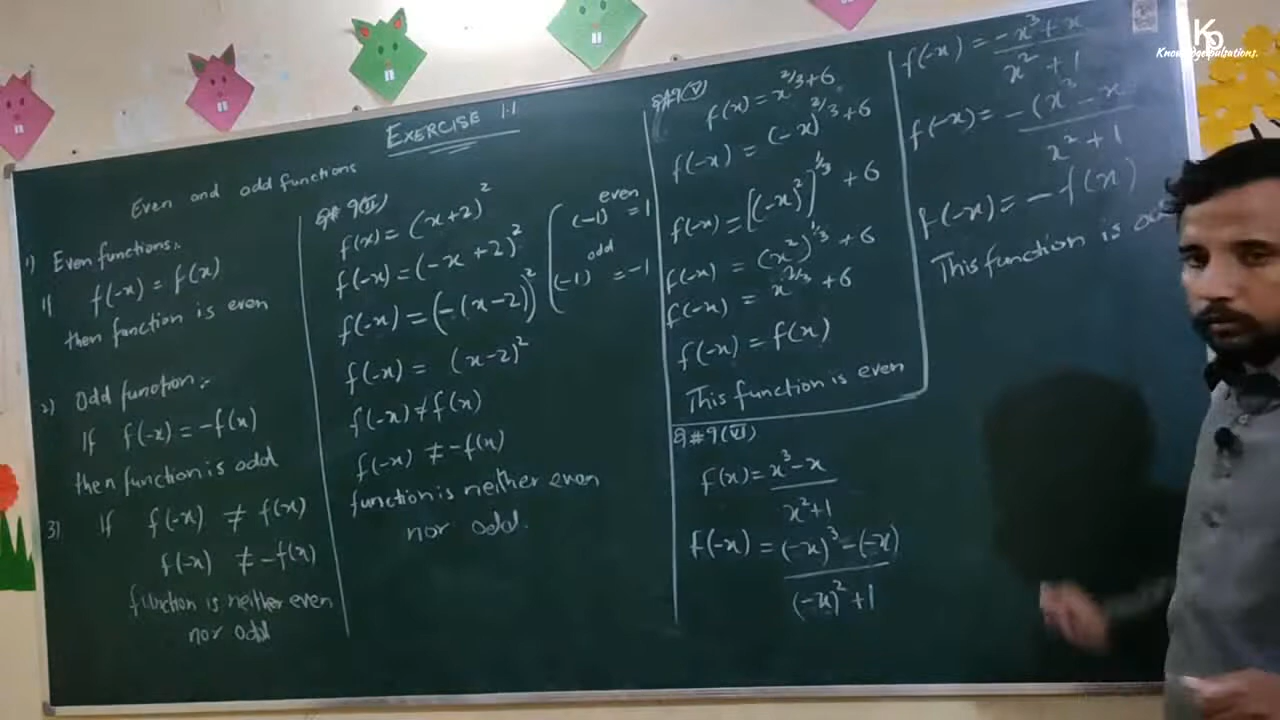 EXERCISE 1.1
Even and odd functions
1) Even functions:-
If f(-x) = f(x)
then function is even
2) Odd function:-
If f(-x) = -f(x)
then function is odd
3) If f(-x) ≠ f(x)
f(-x) ≠ -f(x)
function is neither even
nor odd
Q# 9(II)
f(x) = (x+2)²
f(-x) = (-x+2)²
f(-x) = (-(x-2))²
f(-x) = (x-2)²
f(-x) ≠ f(x)
f(-x) ≠ -f(x)
function is neither even
nor odd.
(-1)^even = 1
(-1)^odd = -1
Q#9(V)
f(x) = x^2/3 + 6
f(-x) = (-x)^2/3 + 6
f(-x) = [(-x)²]^1/3 + 6
f(-x) = (x²)^1/3 + 6
f(-x) = x^2/3 + 6
f(-x) = f(x)
This function is even
Q#9(VI)
f(x) = x³-x / x²+1
f(-x) = (-x)³-(-x) / (-x)²+1
f(-x) = -x³+x / x²+1
f(-x) = -(x³-x / x²+1
f(-x) = -f(x)
This function is
Kp
Knowledge pulsations.